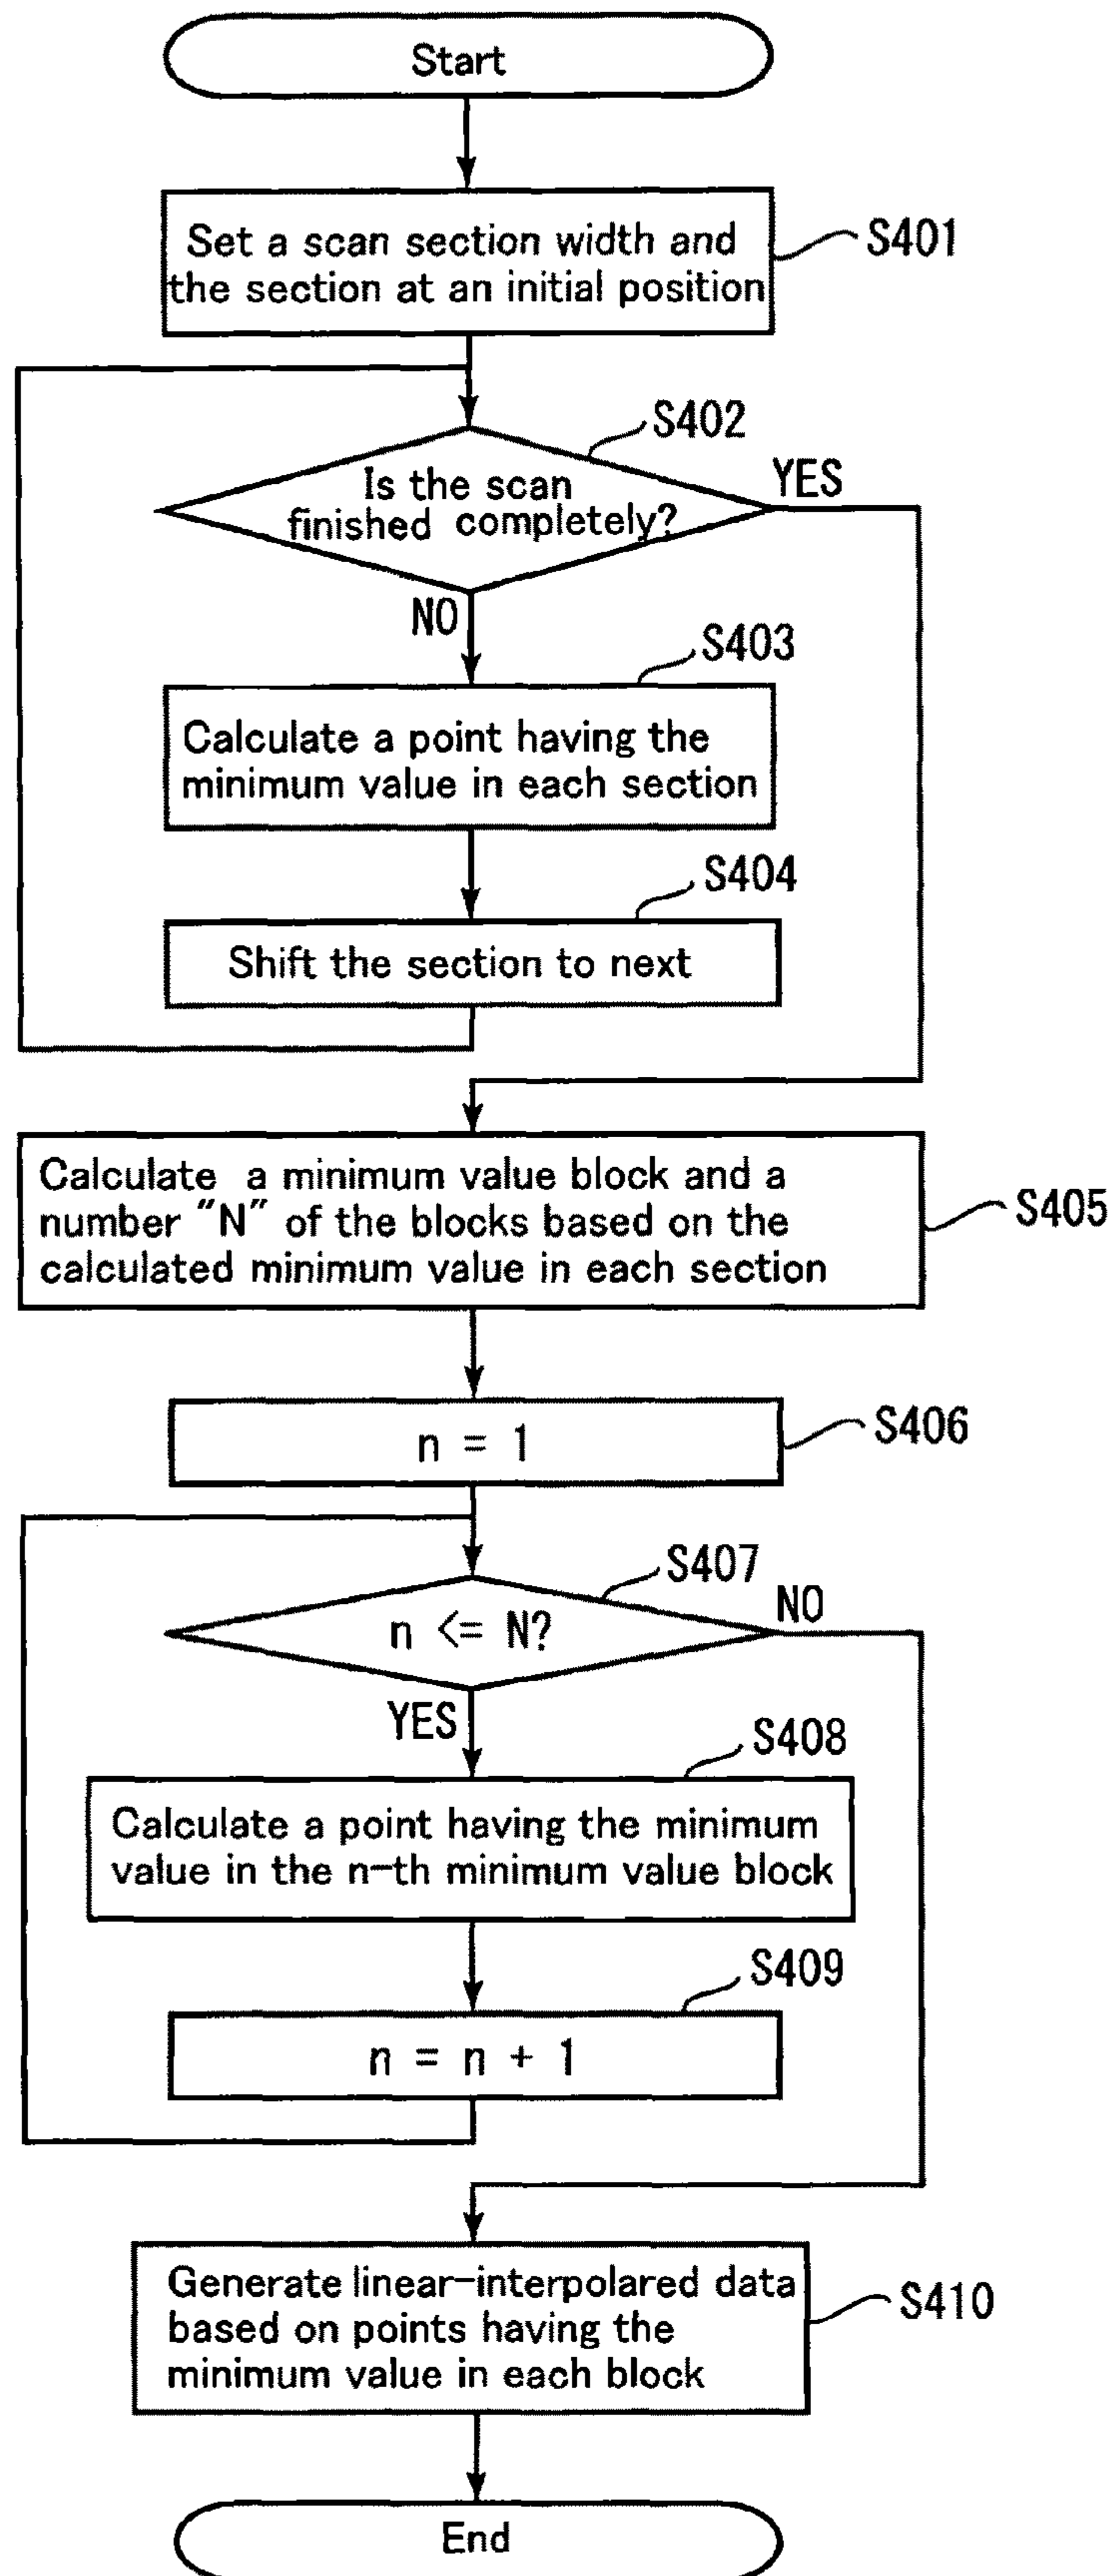 Start
Set a scan section width and
the section at an initial position
S401
S402
Is the scan
finished completely?
YES
NO
S403
Calculate a point having the
minimum value in each section
S404
Shift the section to next
Calculate a minimum value block and a
number "N" of the blocks based on the
calculated minimum value in each section
S405
n = 1
S406
S407
n <= N?
NO
YES
S408
Calculate a point having the minimum
value in the n-th minimum value block
S409
n = n + 1
Generate linear-interpolared data
based on points having the
minimum value in each block
S410
End